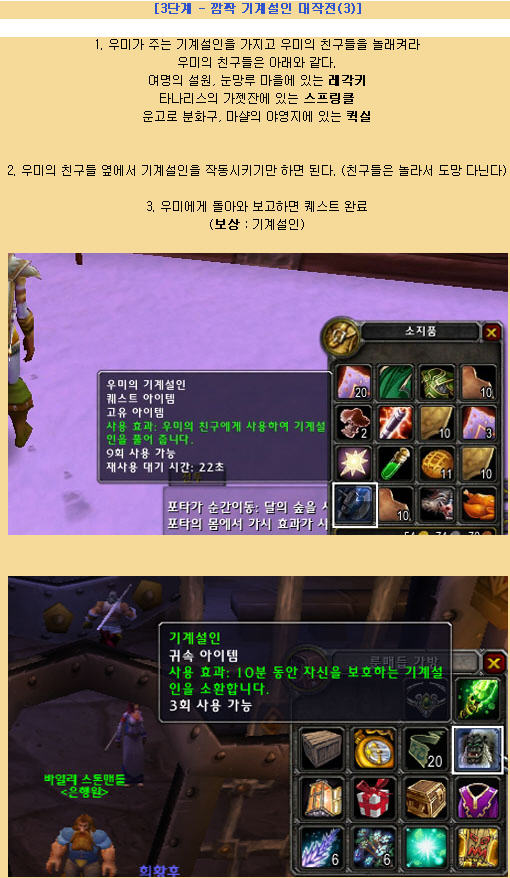 [3단계 - 깜짝 기계설인 대작전(3)]
1. 우미가 주는 기계설인을 가지고 우미의 친구들을 놀래켜라
우미의 친구들은 아래와 같다.
여명의 설원, 눈망루 마을에 있는 레각키
타나리스의 가젯잔에 있는 스프링클
운고로 분화구, 마샬의 야영지에 있는 퀵실
2. 우미의 친구들 옆에서 기계설인을 작동시키기만 하면 된다. (친구들은 놀라서 도망 다닌다)
3. 우미에게 돌아와 보고하면 퀘스트 완료
(보상 : 기계설인)
소지품
우미의 기계설인
퀘스트 아이템
고유 아이템
사용 효과: 우미의 친구에게 사용하여 기계설
인을 풀어 줍니다.
9회 사용 가능
재사용 대기 시간: 22초
20
10
2
10
3
11
10
10
포타가 순간이동: 달의 숲을 시
포타의 몸에서 가시 효과가 사
기계설인
귀속 아이템
사용 효과: 10분 동안 자신을 보호하는 기계설
인을 소환합니다.
3회 사용 가능
20
바일리 스톤맨틀
<은행원>
6
6
희황후